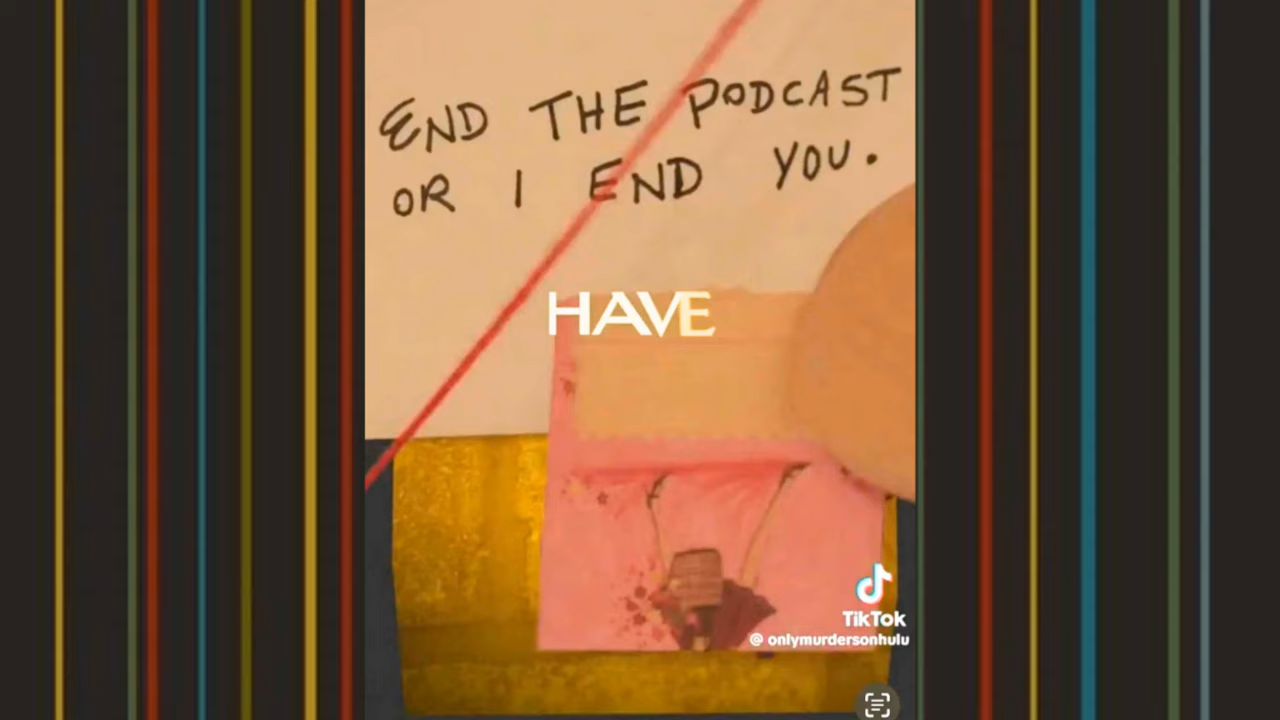 END THE PODCAST
OR I END YOU.
HAVE
TikTok
@ onlymurdersonhulu